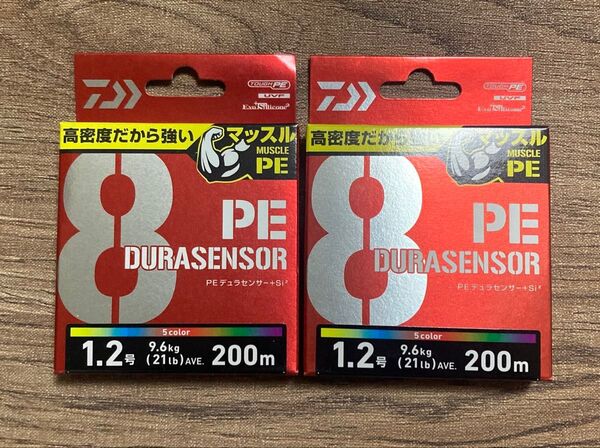 TOUGH PE
UVF
Evo Silicone²
高密度だから強い
マッスル
MUSCLE
PE
8
PE
DURASENSOR
PEデュラセンサー+Si²
5color
1.2号
9.6kg
(21lb)AVE.
200m
TOUGH PE
UVF
Evo Silicone²
高密度だから強い
マッスル
MUSCLE
PE
8
PE
DURASENSOR
PEデュラセンサー+Si²
5color
1.2号
9.6kg
(21lb)AVE.
200m